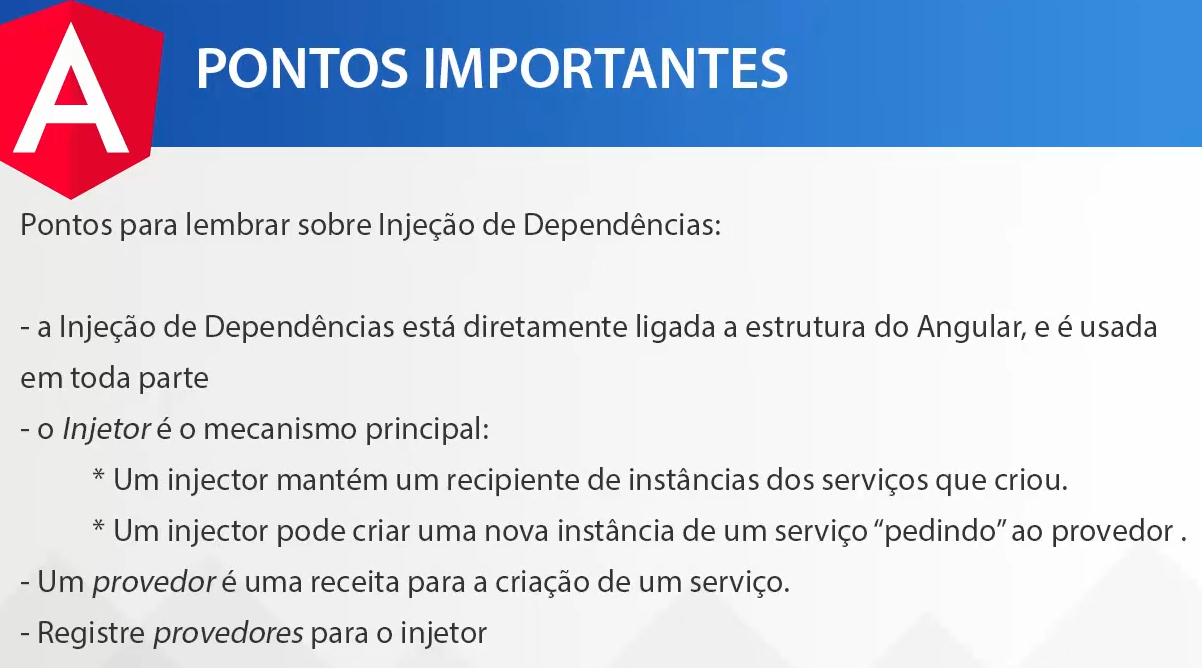 A
PONTOS IMPORTANTES
Pontos para lembrar sobre Injeção de Dependências:
- a Injeção de Dependências está diretamente ligada a estrutura do Angular, e é usada
em toda parte
- o Injetor é o mecanismo principal:
* Um injector mantém um recipiente de instâncias dos serviços que criou.
* Um injector pode criar uma nova instância de um serviço “pedindo” ao provedor .
- Um provedor é uma receita para a criação de um serviço.
- Registre provedores para o injetor